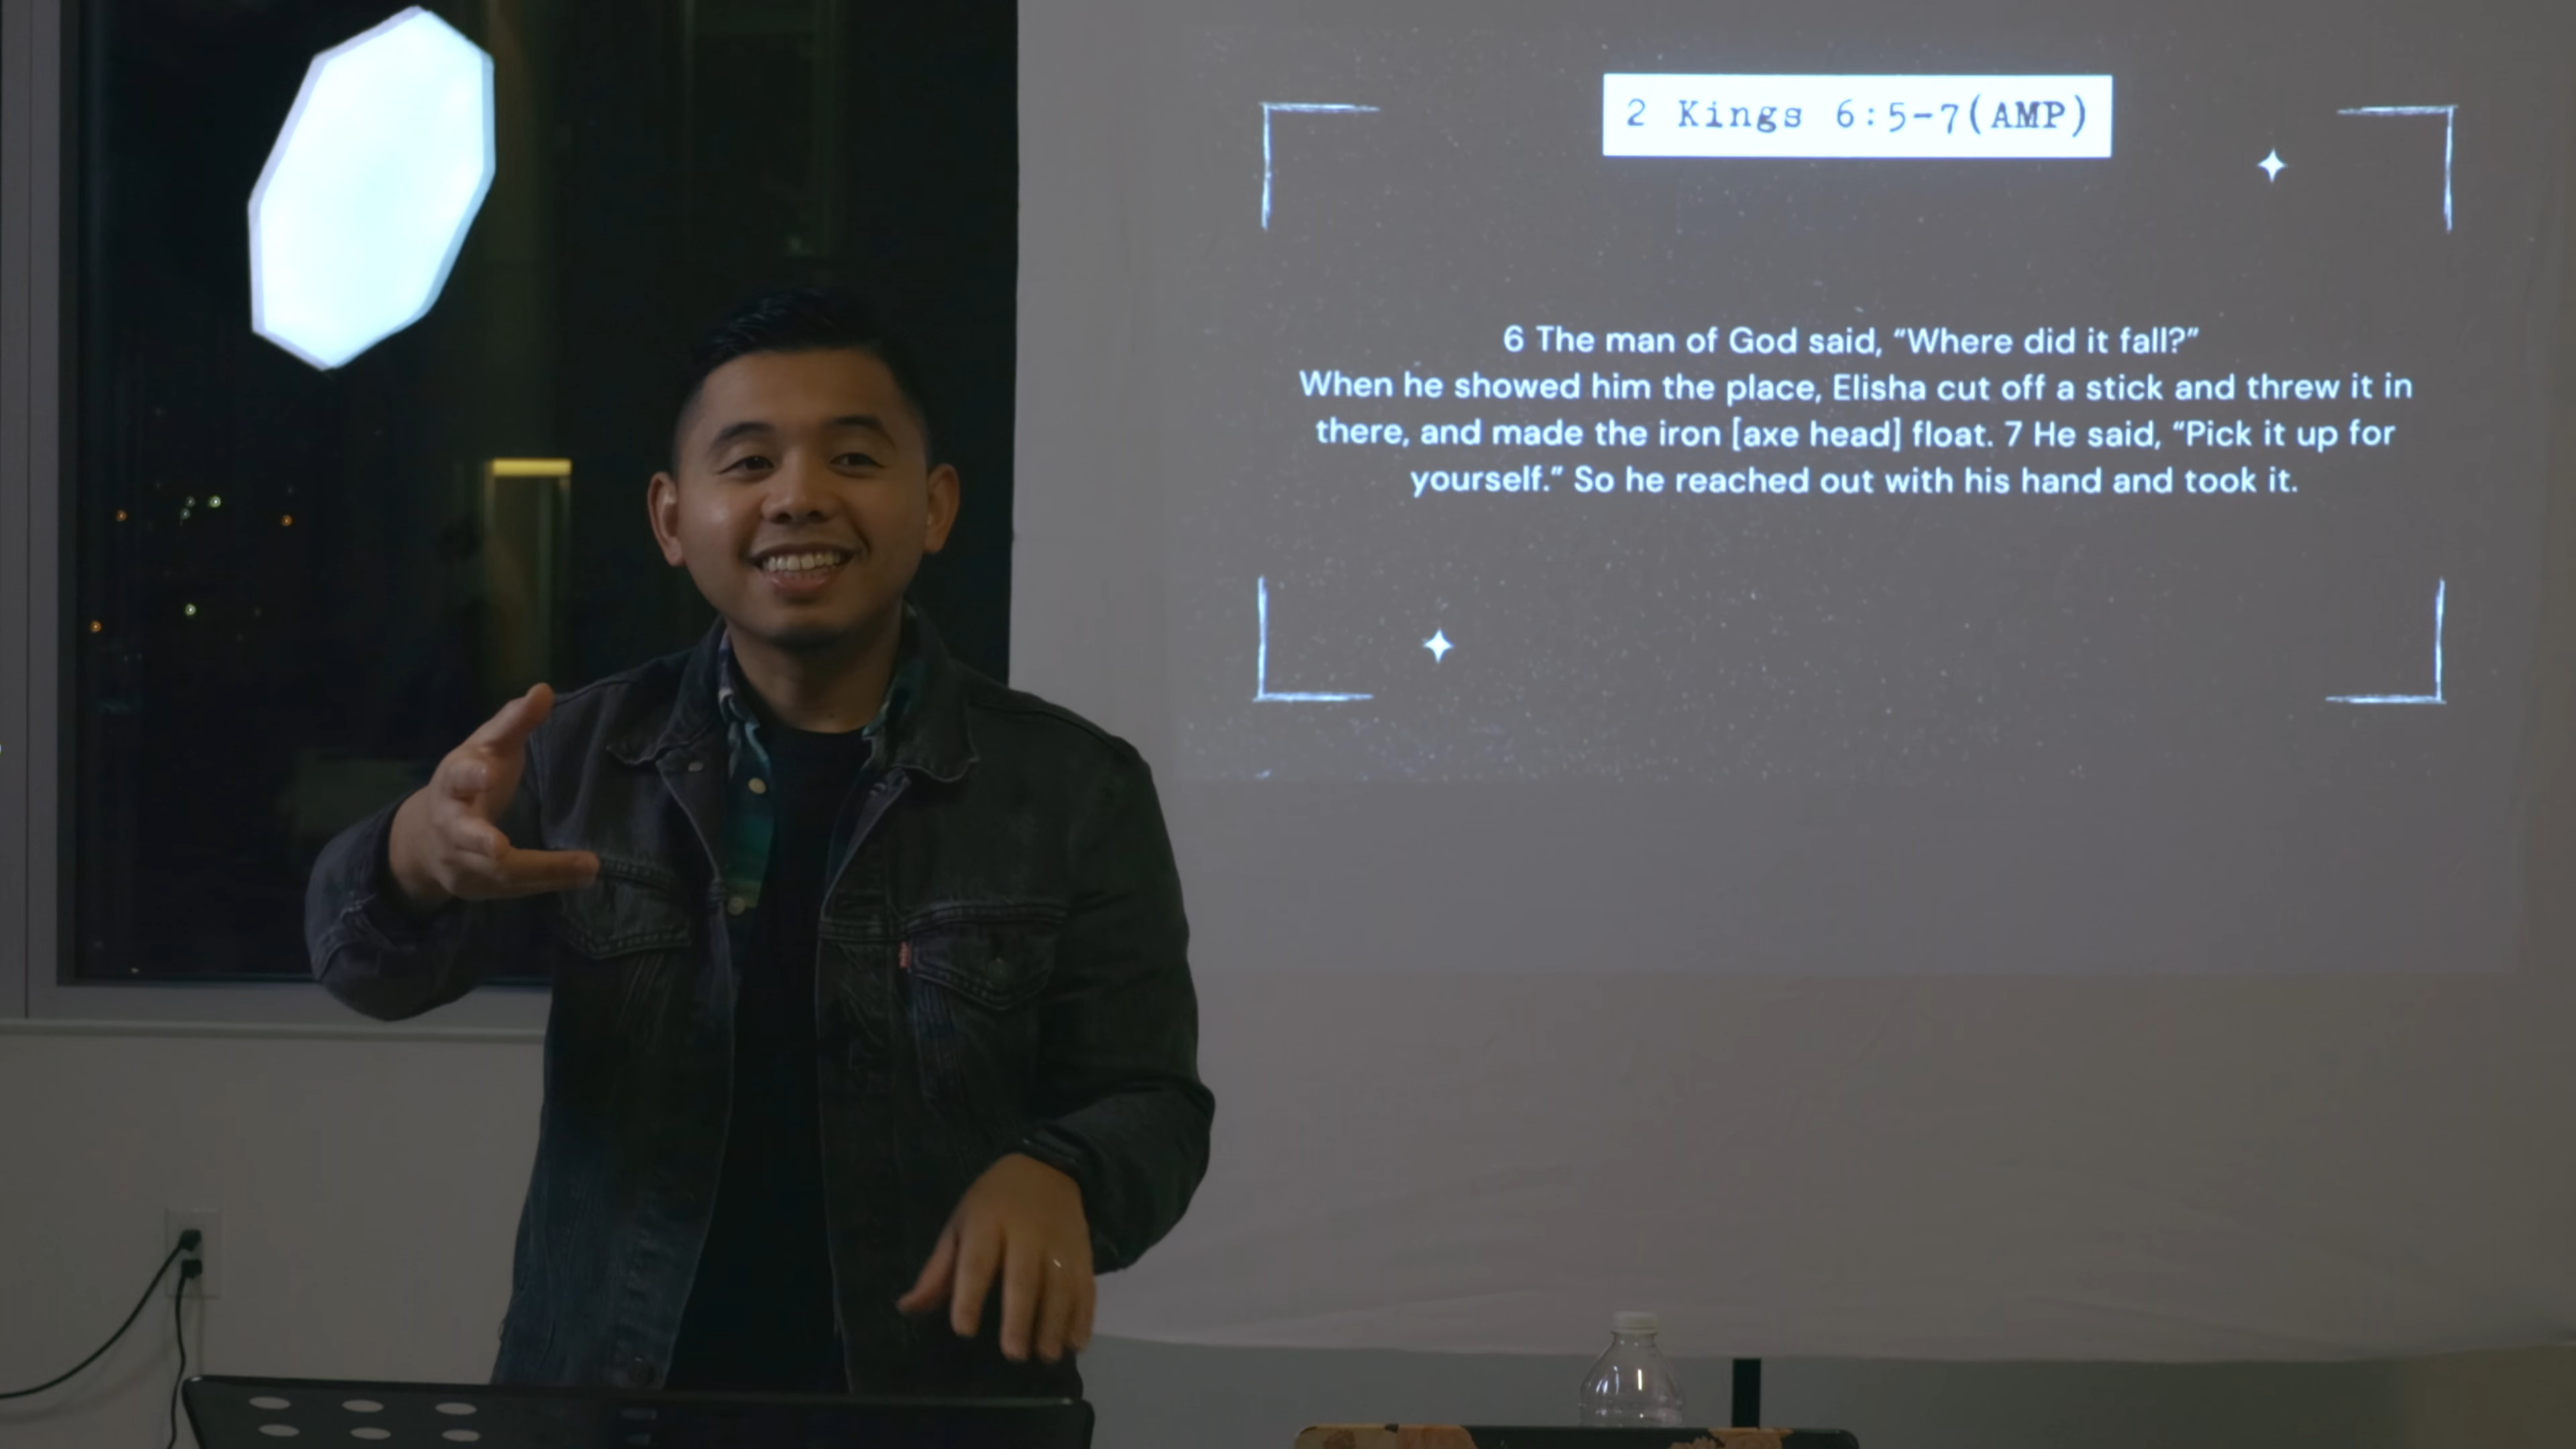 2 Kings 6:5-7(AMP)
6 The man of God said, “Where did it fall?”
When he showed him the place, Elisha cut off a stick and threw it in
there, and made the iron [axe head] float. 7 He said, “Pick it up for
yourself.” So he reached out with his hand and took it.